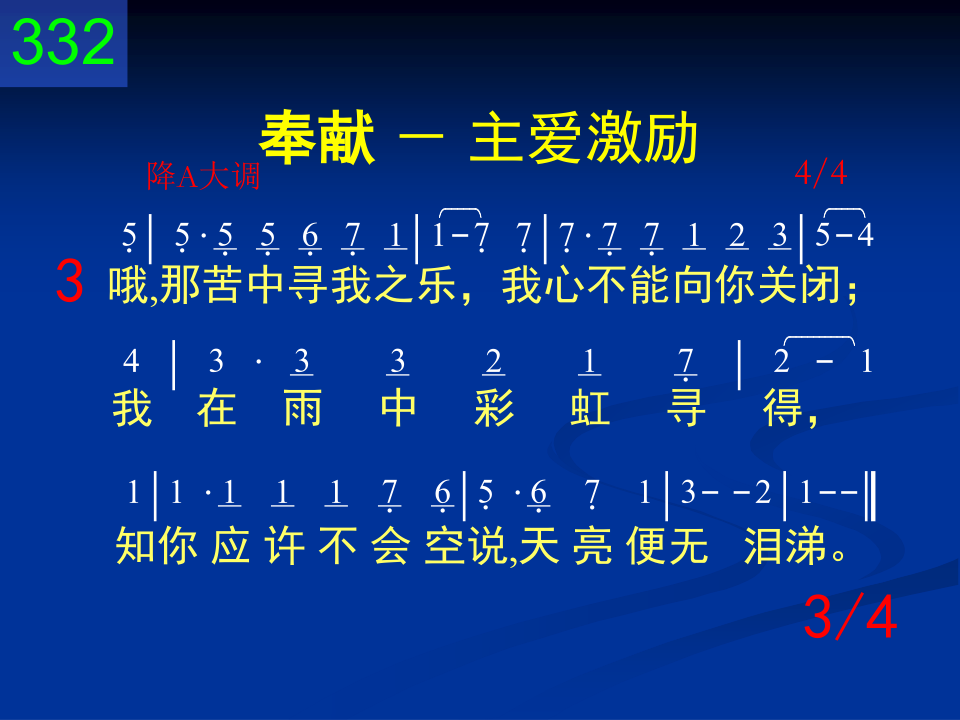 332
奉献 － 主爱激励
降A大调 4/4
5̣ | 5̣ · 5̣ 5̣ 6̣ 7̣ 1 | 1 - 7̣ 7̣ | 7̣ · 7̣ 7̣ 1 2 3 | 5 - 4
3 哦,那苦中寻我之乐，我心不能向你关闭；
4 | 3 · 3 3 2 1 7̣ | 2 - 1
我 在 雨 中 彩 虹 寻 得，
1 | 1 · 1 1 1 7̣ 6̣ | 5̣ · 6̣ 7̣ 1 | 3 - - 2 | 1 - - ‖
知你 应 许 不 会 空说,天 亮 便无 泪涕。
3/4